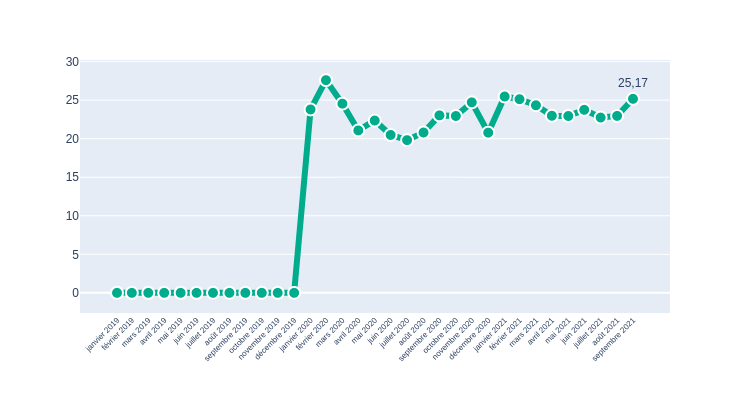 30
25,17
25
20
15
10
5
0
janvier 2019
février 2019
mars 2019
avril 2019
mai 2019
juin 2019
juillet 2019
août 2019
septembre 2019
octobre 2019
novembre 2019
décembre 2019
janvier 2020
février 2020
mars 2020
avril 2020
mai 2020
juin 2020
juillet 2020
août 2020
septembre 2020
octobre 2020
novembre 2020
décembre 2020
janvier 2021
février 2021
mars 2021
avril 2021
mai 2021
juin 2021
juillet 2021
août 2021
septembre 2021